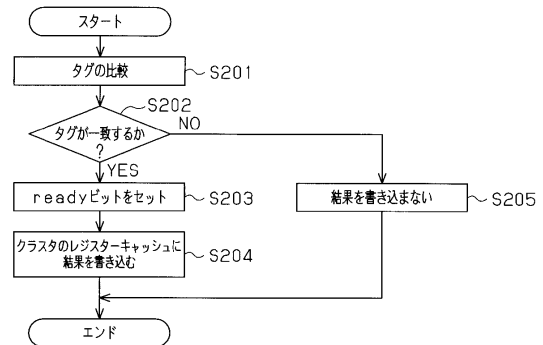 スタート
タグの比較
S201
S202
タグが一致するか
?
NO
YES
readyビットをセット
S203
結果を書き込まない
S205
クラスタのレジスターキャッシュに
結果を書き込む
S204
エンド